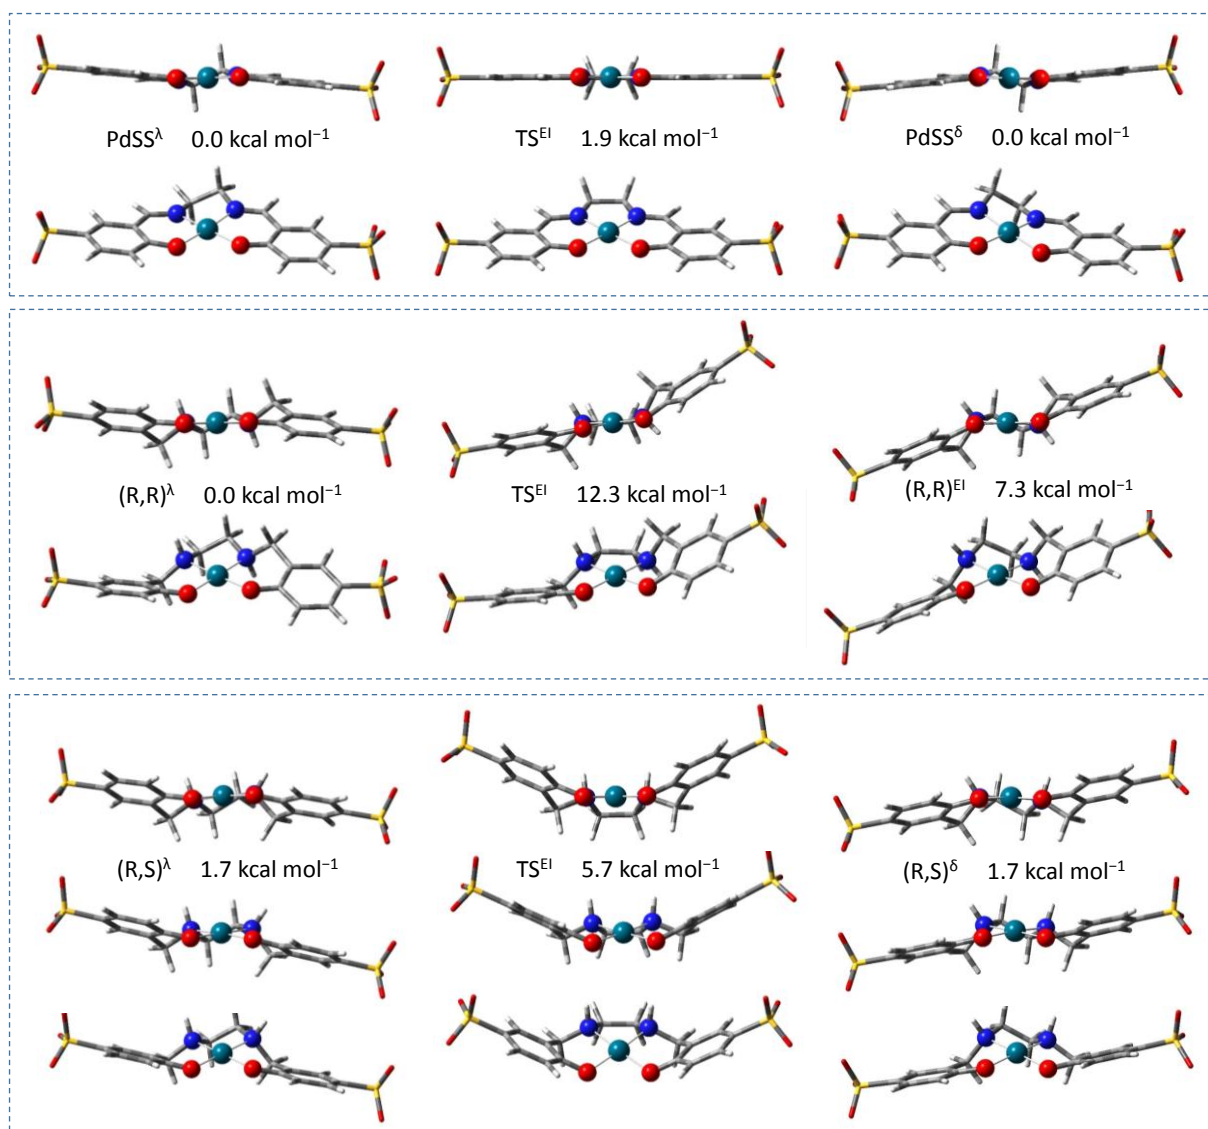 PdSS^λ 0.0 kcal mol⁻¹ TS^EI 1.9 kcal mol⁻¹ PdSS^δ 0.0 kcal mol⁻¹
(R,R)^λ 0.0 kcal mol⁻¹ TS^EI 12.3 kcal mol⁻¹ (R,R)^EI 7.3 kcal mol⁻¹
(R,S)^λ 1.7 kcal mol⁻¹ TS^EI 5.7 kcal mol⁻¹ (R,S)^δ 1.7 kcal mol⁻¹